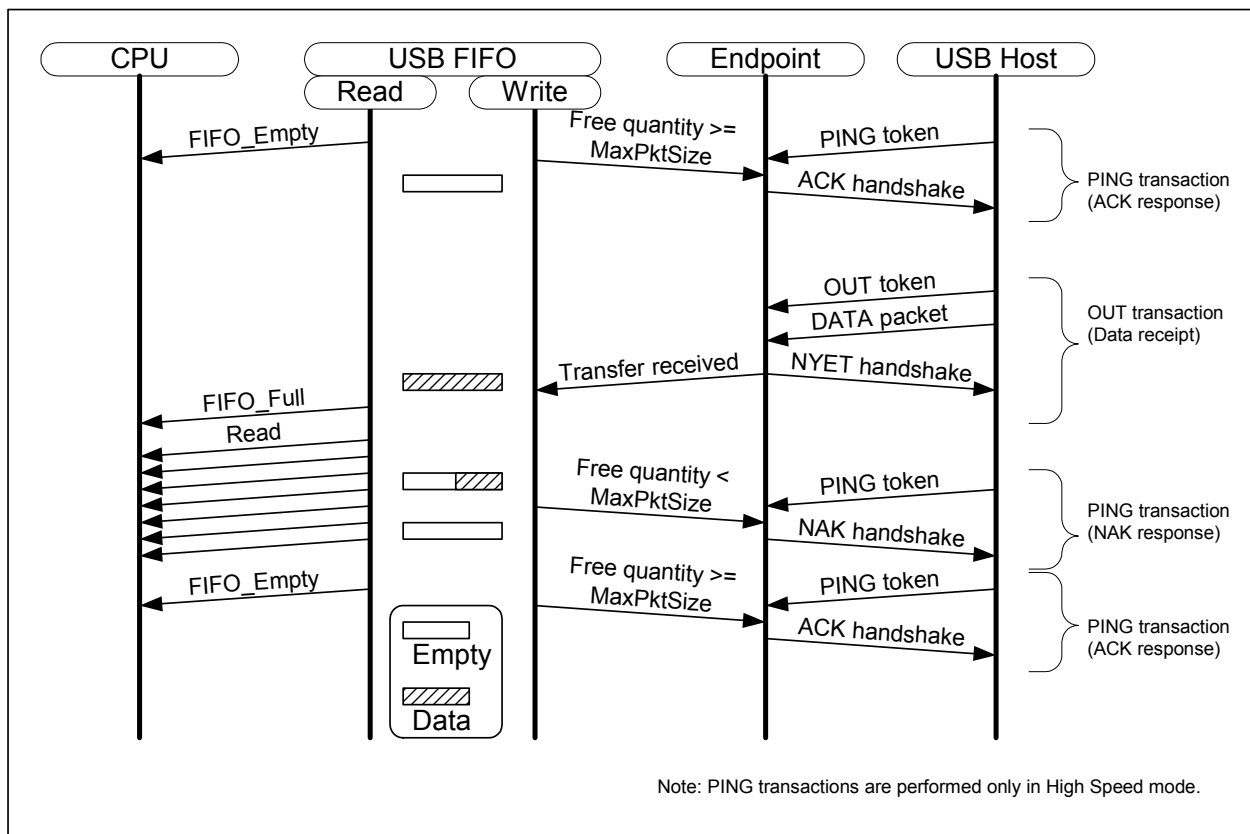 CPU
USB FIFO
Endpoint
USB Host
Read
Write
FIFO_Empty
Free quantity >=
MaxPktSize
PING token
ACK handshake
PING transaction
(ACK response)
OUT token
DATA packet
OUT transaction
(Data receipt)
Transfer received
NYET handshake
FIFO_Full
Read
Free quantity <
MaxPktSize
PING token
NAK handshake
PING transaction
(NAK response)
FIFO_Empty
Free quantity >=
MaxPktSize
PING token
ACK handshake
PING transaction
(ACK response)
Empty
Data
Note: PING transactions are performed only in High Speed mode.